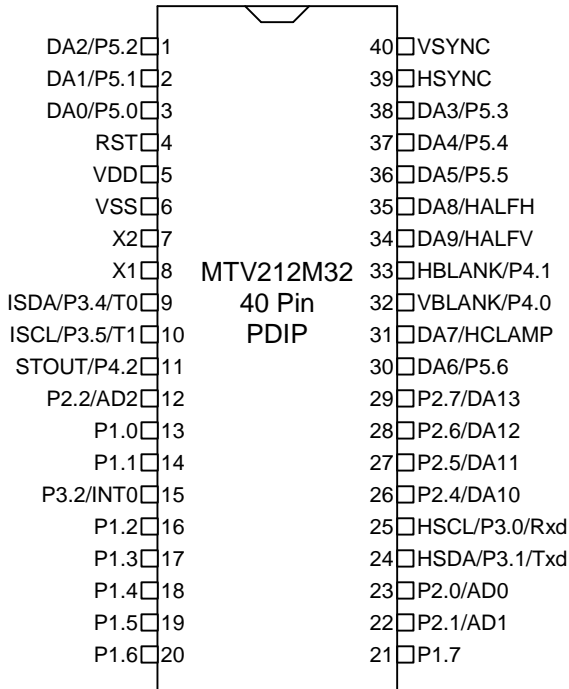 DA2/P5.2 1 40 VSYNC
DA1/P5.1 2 39 HSYNC
DA0/P5.0 3 38 DA3/P5.3
RST 4 37 DA4/P5.4
VDD 5 36 DA5/P5.5
VSS 6 35 DA8/HALFH
X2 7 34 DA9/HALFV
X1 8 MTV212M32 33 HBLANK/P4.1
ISDA/P3.4/T0 9 40 Pin 32 VBLANK/P4.0
ISCL/P3.5/T1 10 PDIP 31 DA7/HCLAMP
STOUT/P4.2 11 30 DA6/P5.6
P2.2/AD2 12 29 P2.7/DA13
P1.0 13 28 P2.6/DA12
P1.1 14 27 P2.5/DA11
P3.2/INT0 15 26 P2.4/DA10
P1.2 16 25 HSCL/P3.0/Rxd
P1.3 17 24 HSDA/P3.1/Txd
P1.4 18 23 P2.0/AD0
P1.5 19 22 P2.1/AD1
P1.6 20 21 P1.7